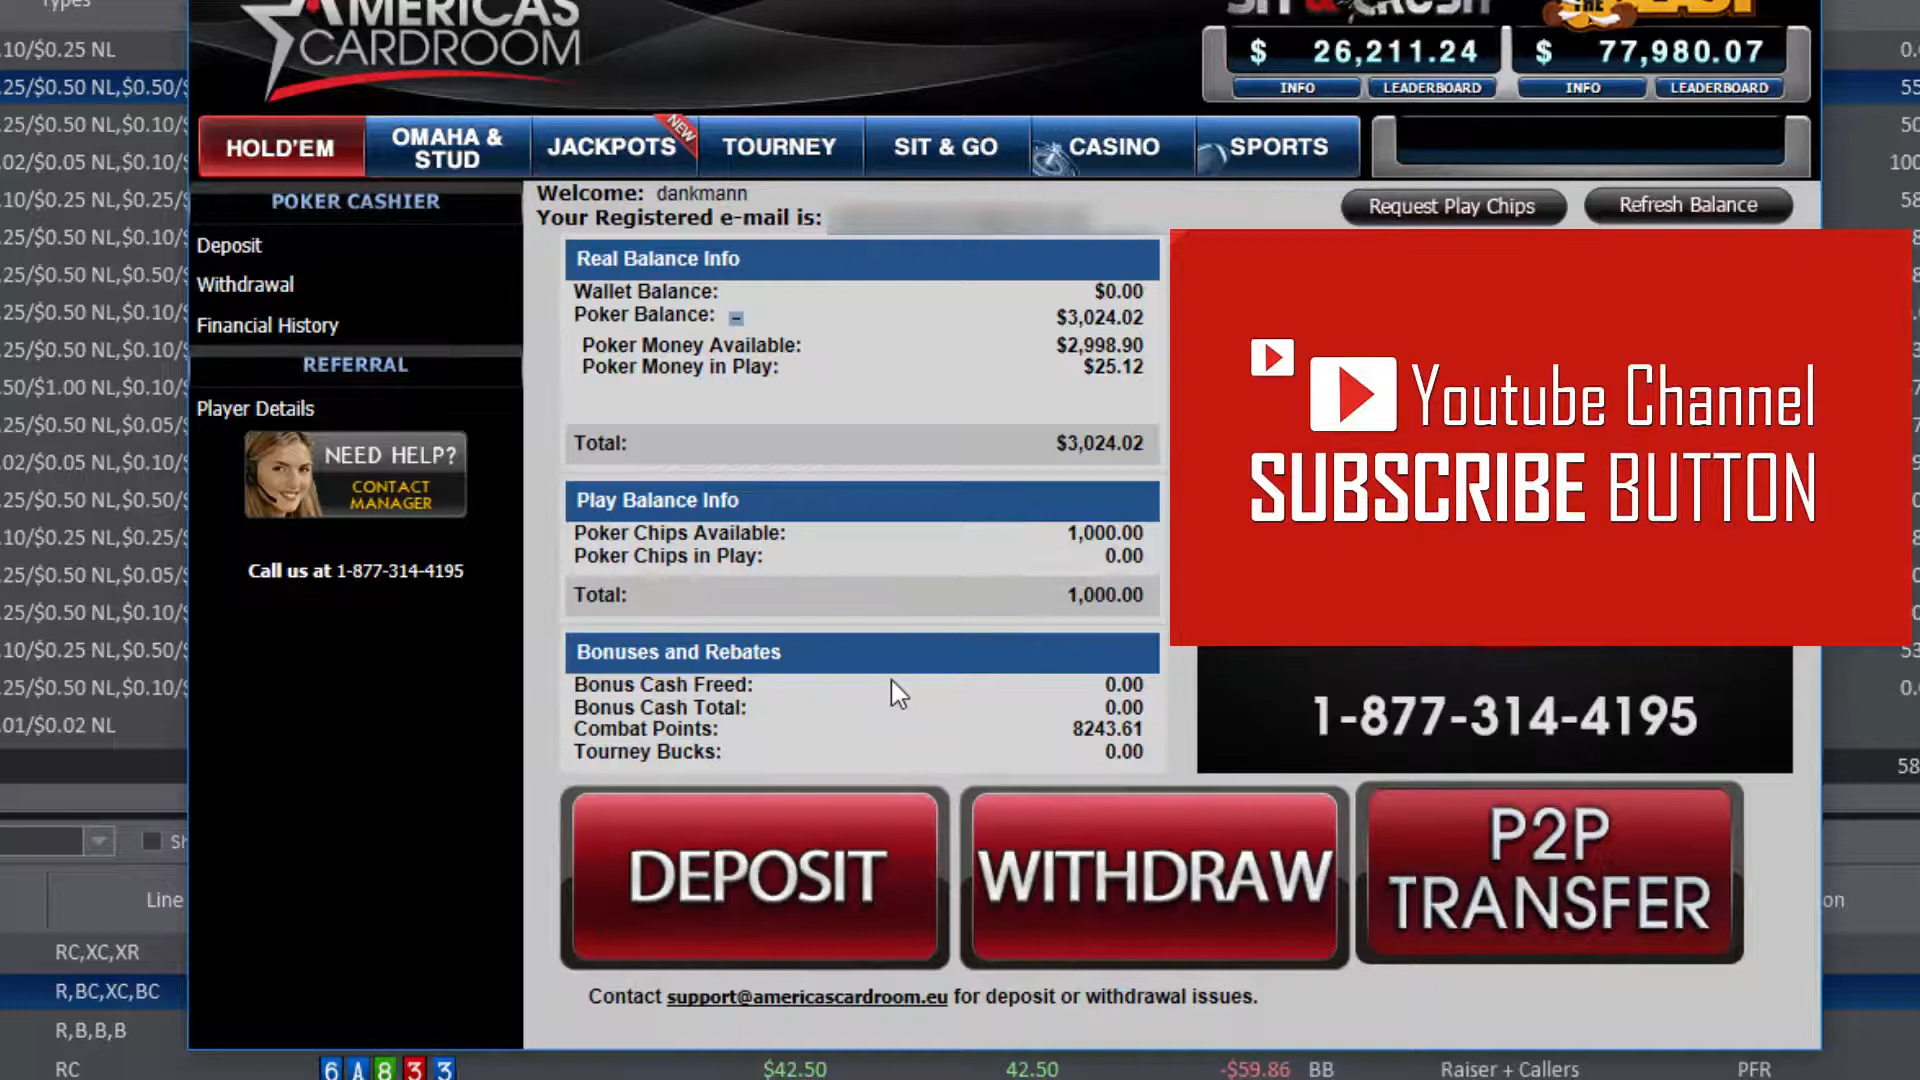 AMERICAS
CARDROOM
$ 26,211.24
$ 77,980.07
INFO
LEADERBOARD
INFO
LEADERBOARD
HOLD'EM
OMAHA &
STUD
JACKPOTS
NEW
TOURNEY
SIT & GO
CASINO
SPORTS
POKER CASHIER
Deposit
Withdrawal
Financial History
REFERRAL
Player Details
NEED HELP?
CONTACT
MANAGER
Call us at 1-877-314-4195
Welcome: dankmann
Your Registered e-mail is:
Request Play Chips
Refresh Balance
Real Balance Info
Wallet Balance: $0.00
Poker Balance: $3,024.02
Poker Money Available: $2,998.90
Poker Money in Play: $25.12
Total: $3,024.02
Play Balance Info
Poker Chips Available: 1,000.00
Poker Chips in Play: 0.00
Total: 1,000.00
Bonuses and Rebates
Bonus Cash Freed: 0.00
Bonus Cash Total: 0.00
Combat Points: 8243.61
Tourney Bucks: 0.00
Youtube Channel
SUBSCRIBE BUTTON
1-877-314-4195
DEPOSIT
WITHDRAW
P2P
TRANSFER
Contact support@americascardroom.eu for deposit or withdrawal issues.
.10/$0.25 NL
.25/$0.50 NL,$0.50/$
.25/$0.50 NL,$0.10/$
.02/$0.05 NL,$0.10/$
.10/$0.25 NL,$0.25/$
.25/$0.50 NL,$0.10/$
.25/$0.50 NL,$0.50/$
.02/$0.05 NL,$0.10/$
.25/$0.50 NL,$0.10/$
.50/$1.00 NL,$0.10/$
.25/$0.50 NL,$0.05/$
.02/$0.05 NL,$0.10/$
.25/$0.50 NL,$0.50/$
.10/$0.25 NL,$0.25/$
.25/$0.50 NL,$0.05/$
.25/$0.50 NL,$0.10/$
.10/$0.25 NL,$0.50/$
.25/$0.50 NL,$0.10/$
.01/$0.02 NL
Line
RC,XC,XR
R,BC,XC,BC
R,B,B,B
RC 6 A 8 3 3 $42.50 42.50 -$59.86 BB Raiser + Callers PFR